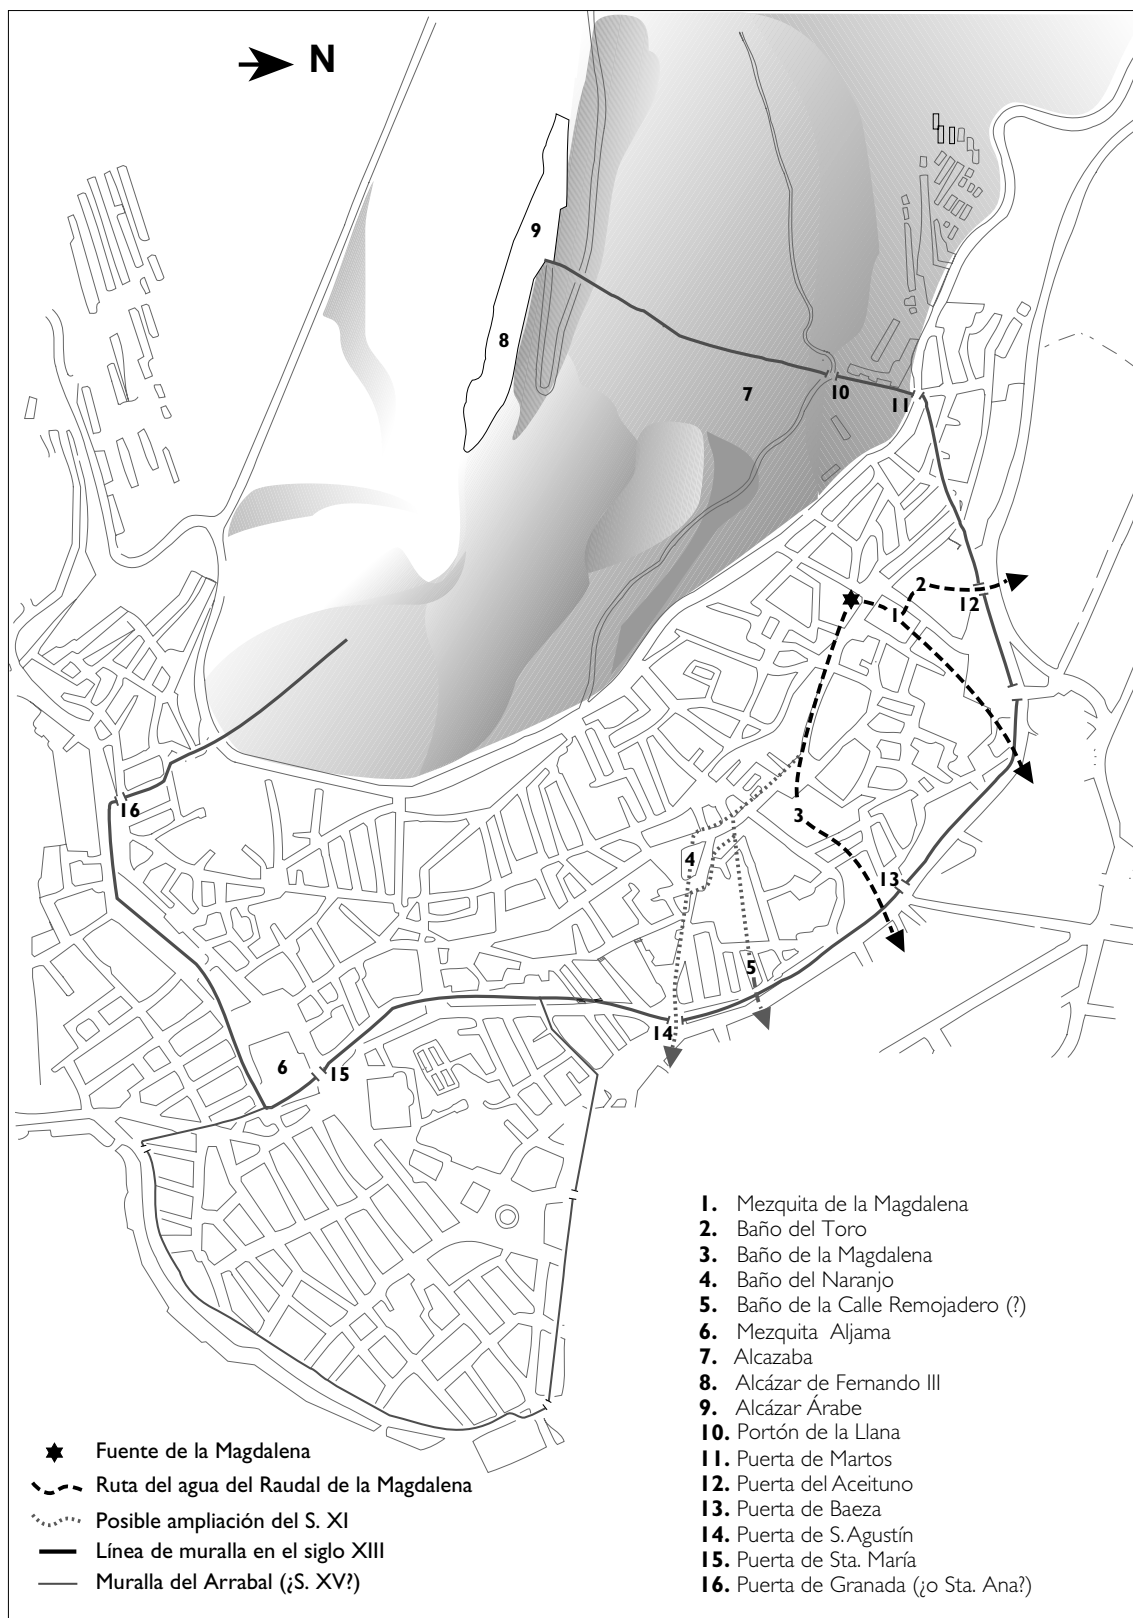 N
9
8
7
10
11
2
1
12
3
4
13
5
16
14
6
15
1. Mezquita de la Magdalena
2. Baño del Toro
3. Baño de la Magdalena
4. Baño del Naranjo
5. Baño de la Calle Remojadero (?)
6. Mezquita Aljama
7. Alcazaba
8. Alcázar de Fernando III
9. Alcázar Árabe
10. Portón de la Llana
11. Puerta de Martos
12. Puerta del Aceituno
13. Puerta de Baeza
14. Puerta de S. Agustín
15. Puerta de Sta. María
16. Puerta de Granada (¿o Sta. Ana?)
Fuente de la Magdalena
Ruta del agua del Raudal de la Magdalena
Posible ampliación del S. XI
Línea de muralla en el siglo XIII
Muralla del Arrabal (¿S. XV?)